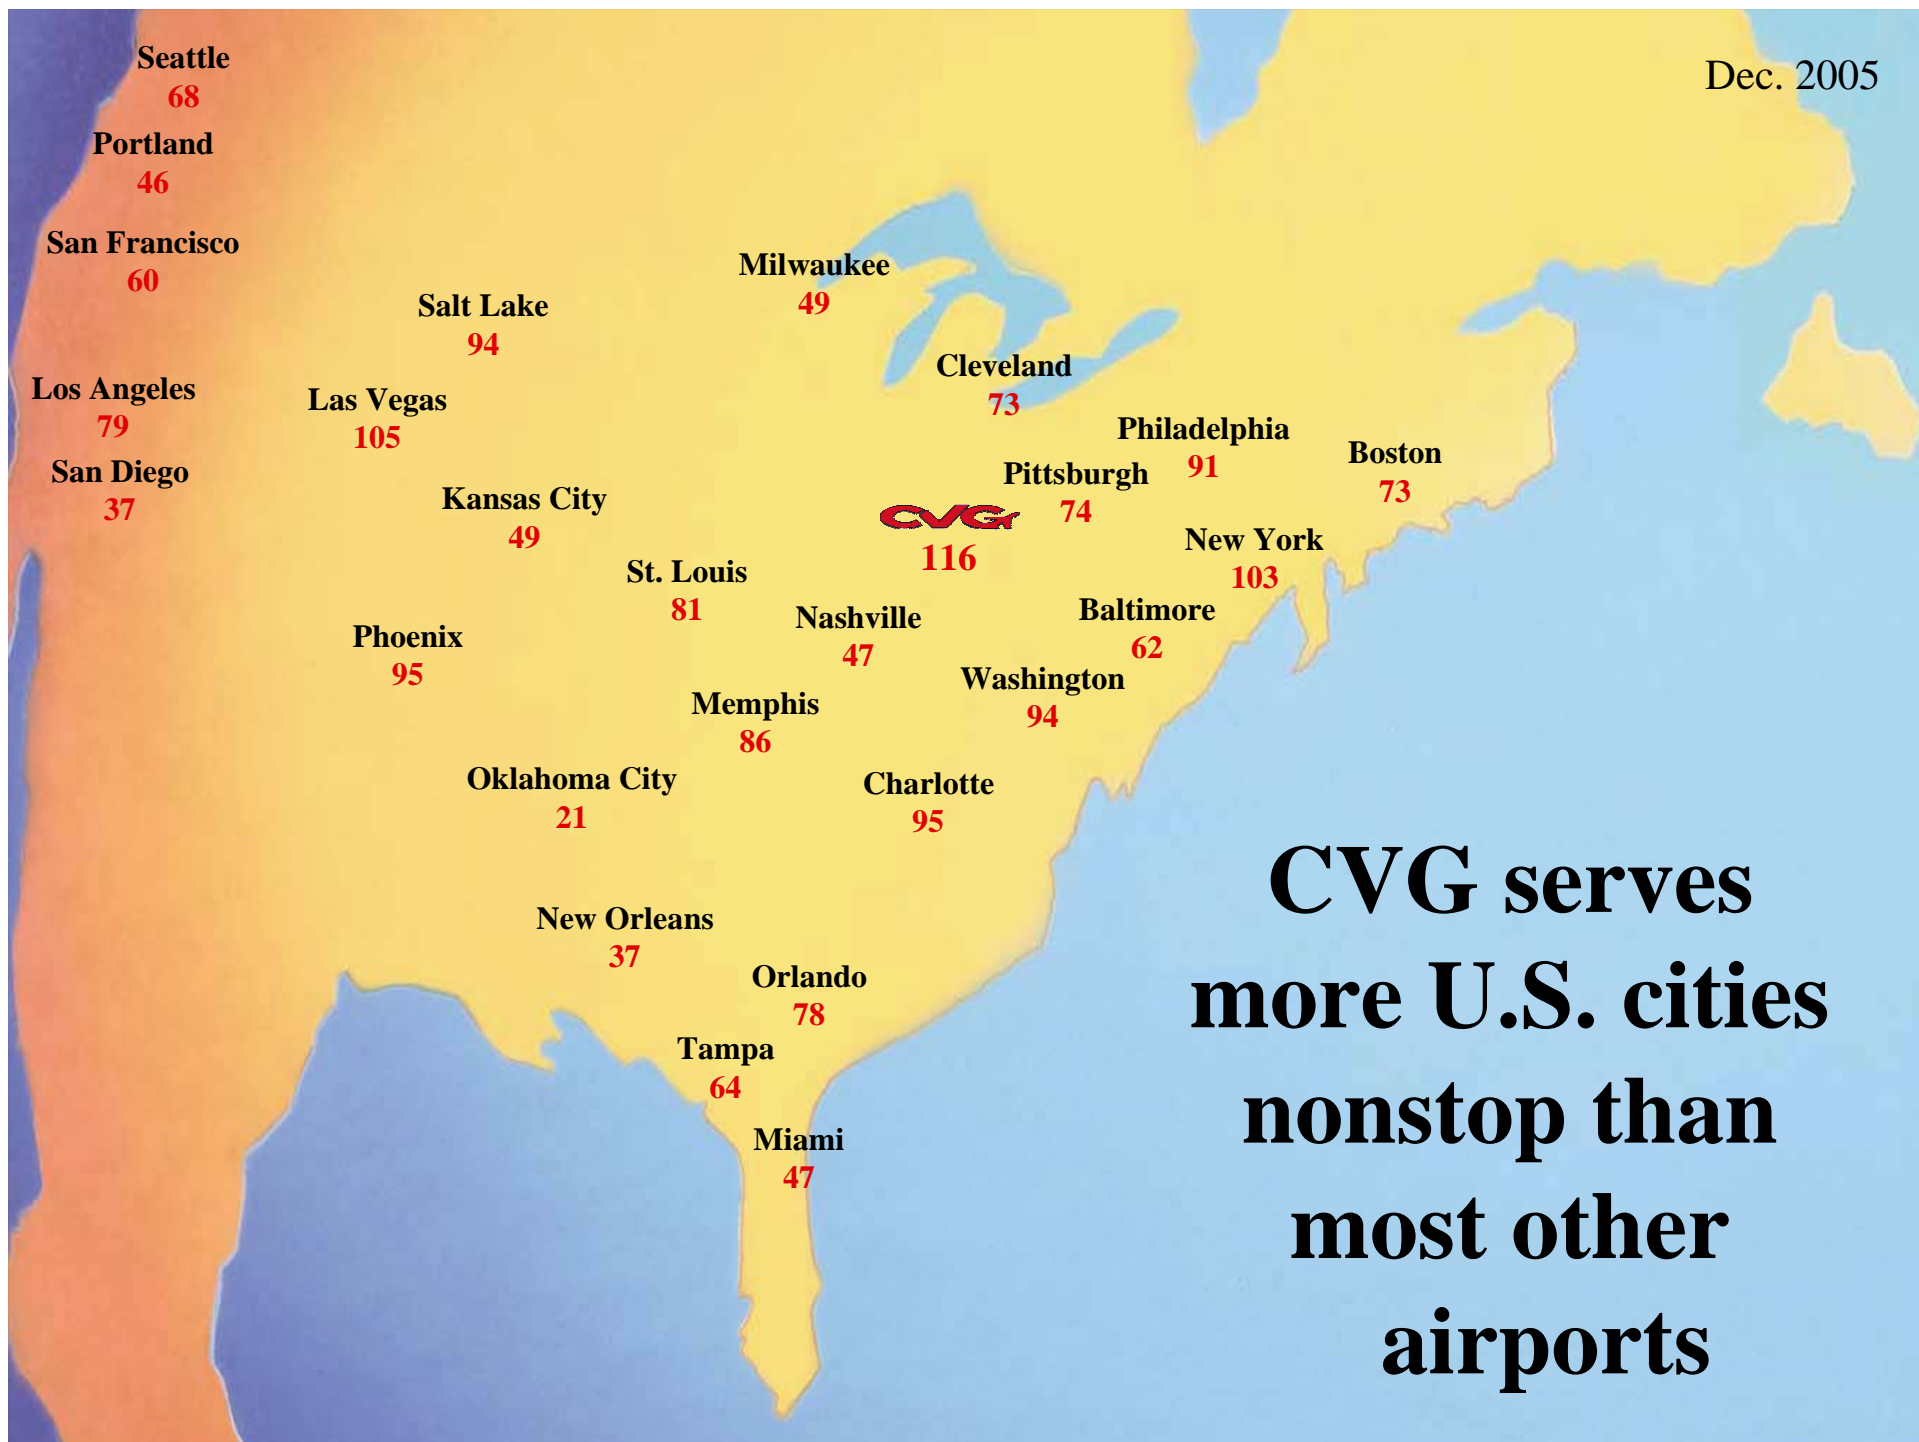 Dec. 2005
Seattle
68
Portland
46
San Francisco
60
Milwaukee
49
Salt Lake
94
Cleveland
73
Los Angeles
79
Las Vegas
105
Philadelphia
91
Boston
73
San Diego
37
Pittsburgh
74
Kansas City
49
CVG
116
New York
103
St. Louis
81
Nashville
47
Baltimore
62
Phoenix
95
Washington
94
Memphis
86
Oklahoma City
21
Charlotte
95
New Orleans
37
Orlando
78
Tampa
64
Miami
47
CVG serves
more U.S. cities
nonstop than
most other
airports